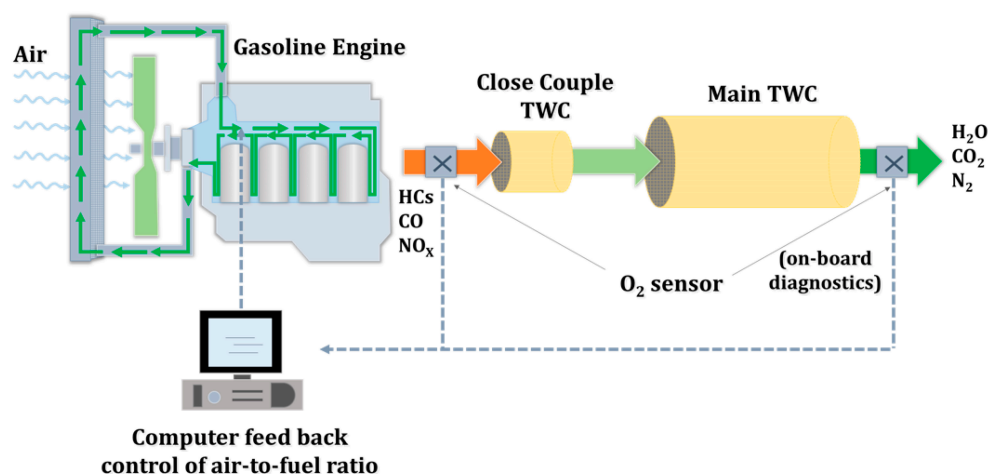 Air
Gasoline Engine
Close Couple
TWC
Main TWC
HCs
CO
NOₓ
H₂O
CO₂
N₂
O₂ sensor
(on-board
diagnostics)
Computer feed back
control of air-to-fuel ratio